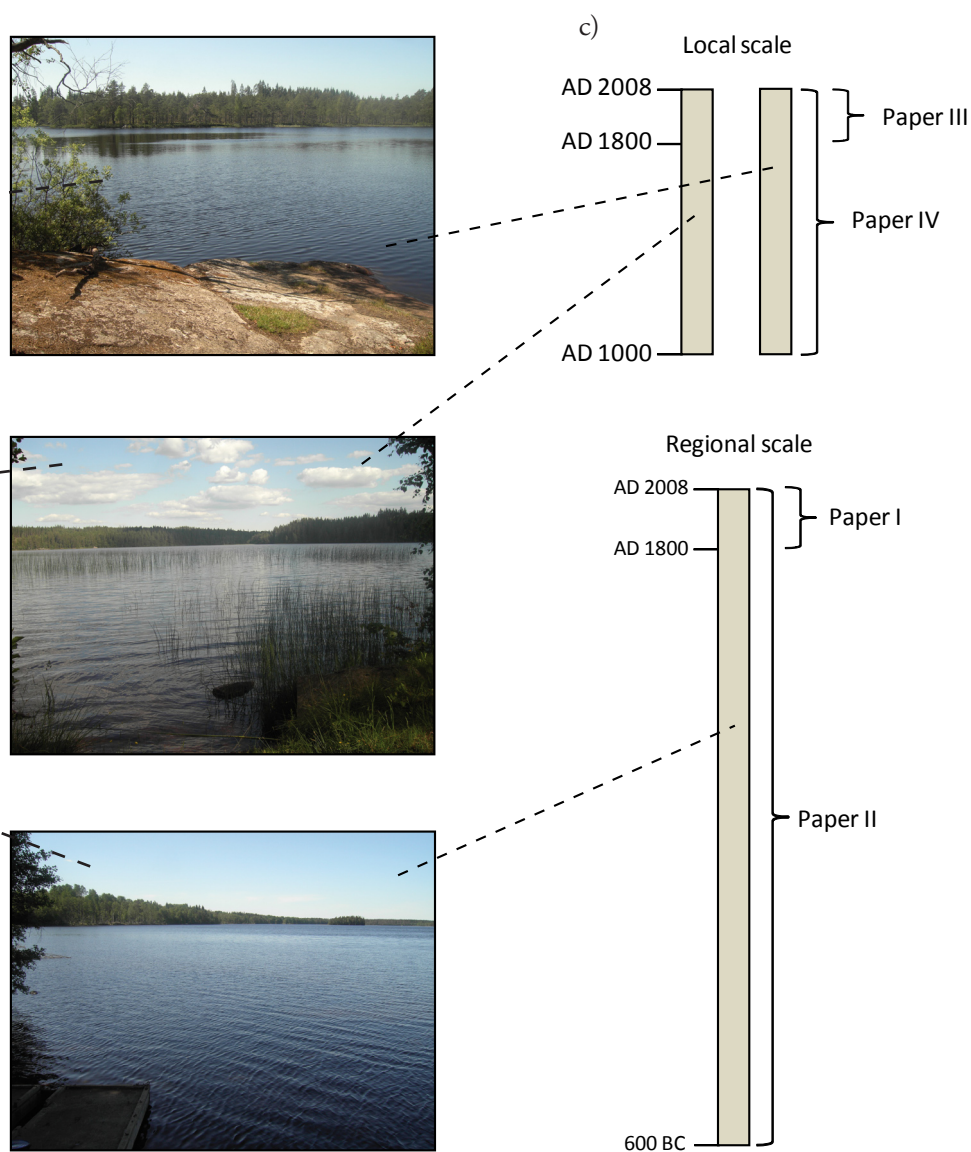 c)
Local scale
AD 2008
Paper III
AD 1800
Paper IV
AD 1000
Regional scale
AD 2008
Paper I
AD 1800
Paper II
600 BC